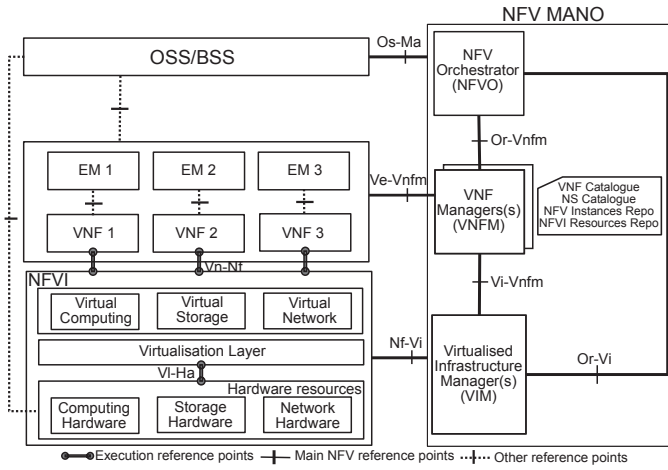 NFV MANO
Os-Ma
OSS/BSS
NFV
Orchestrator
(NFVO)
Or-Vnfm
EM 1
EM 2
EM 3
Ve-Vnfm
VNF
Managers(s)
(VNFM)
VNF Catalogue
NS Catalogue
NFV Instances Repo
NFVI Resources Repo
VNF 1
VNF 2
VNF 3
Vn-Nf
NFVI
Vi-Vnfm
Virtual
Computing
Virtual
Storage
Virtual
Network
Virtualisation Layer
Nf-Vi
Virtualised
Infrastructure
Manager(s)
(VIM)
Or-Vi
Vl-Ha
Hardware resources
Computing
Hardware
Storage
Hardware
Network
Hardware
Execution reference points
Main NFV reference points
Other reference points